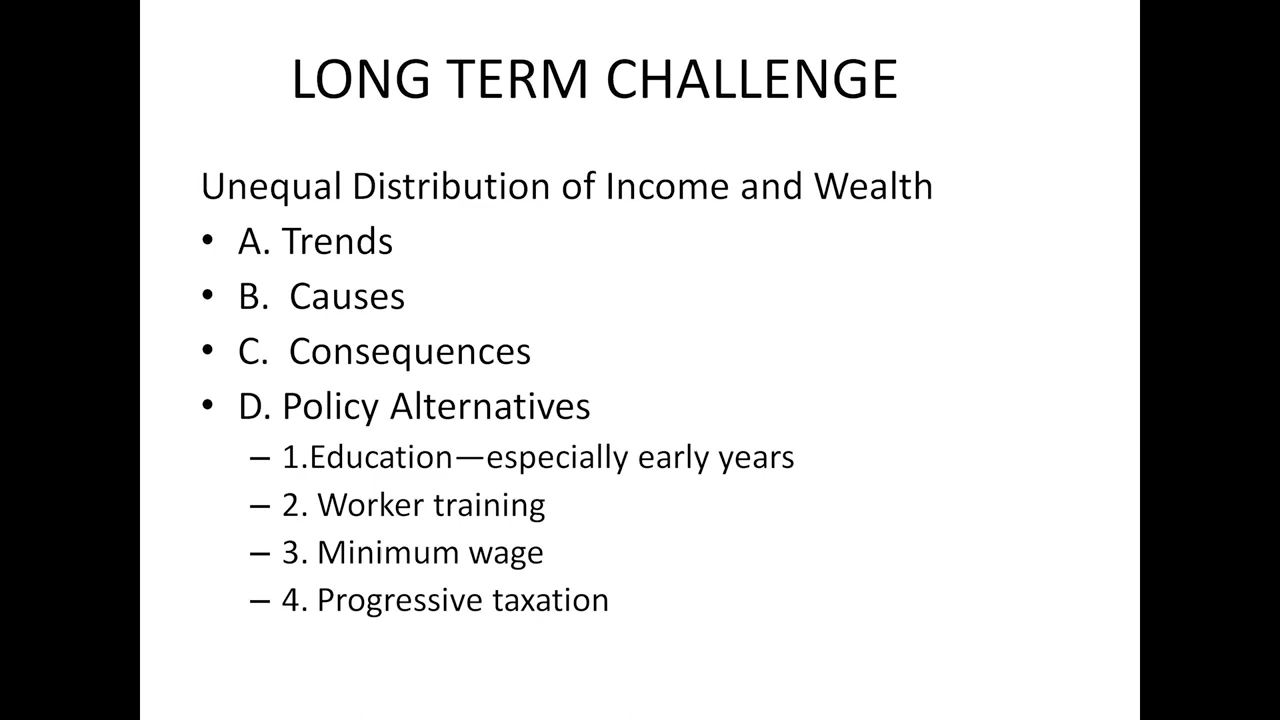 LONG TERM CHALLENGE
Unequal Distribution of Income and Wealth
• A. Trends
• B.  Causes
• C.  Consequences
• D. Policy Alternatives
– 1.Education—especially early years
– 2. Worker training
– 3. Minimum wage
– 4. Progressive taxation